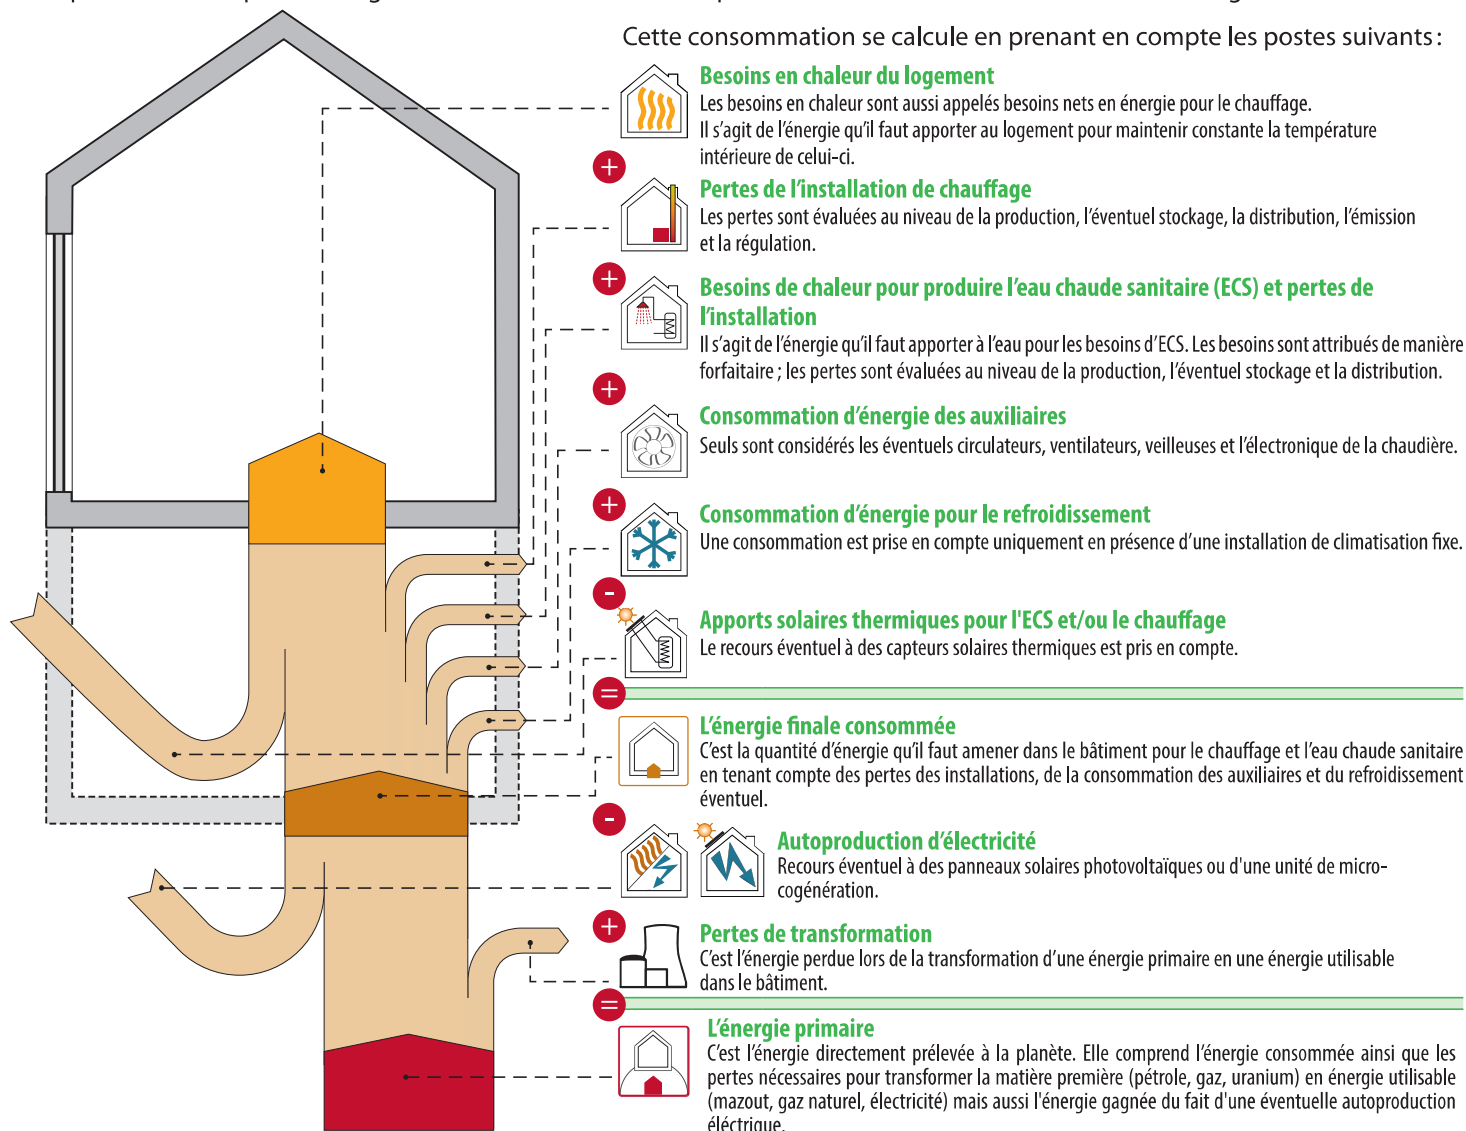 Cette consommation se calcule en prenant en compte les postes suivants :
Besoins en chaleur du logement
Les besoins en chaleur sont aussi appelés besoins nets en énergie pour le chauffage.
Il s’agit de l’énergie qu’il faut apporter au logement pour maintenir constante la température
intérieure de celui-ci.
+
Pertes de l’installation de chauffage
Les pertes sont évaluées au niveau de la production, l’éventuel stockage, la distribution, l’émission
et la régulation.
+
Besoins de chaleur pour produire l’eau chaude sanitaire (ECS) et pertes de
l’installation
Il s’agit de l’énergie qu’il faut apporter à l’eau pour les besoins d’ECS. Les besoins sont attribués de manière
forfaitaire ; les pertes sont évaluées au niveau de la production, l’éventuel stockage et la distribution.
+
Consommation d’énergie des auxiliaires
Seuls sont considérés les éventuels circulateurs, ventilateurs, veilleuses et l’électronique de la chaudière.
+
Consommation d’énergie pour le refroidissement
Une consommation est prise en compte uniquement en présence d’une installation de climatisation fixe.
-
Apports solaires thermiques pour l'ECS et/ou le chauffage
Le recours éventuel à des capteurs solaires thermiques est pris en compte.
=
L’énergie finale consommée
C’est la quantité d’énergie qu’il faut amener dans le bâtiment pour le chauffage et l’eau chaude sanitaire
en tenant compte des pertes des installations, de la consommation des auxiliaires et du refroidissement
éventuel.
-
Autoproduction d’électricité
Recours éventuel à des panneaux solaires photovoltaïques ou d'une unité de micro-
cogénération.
+
Pertes de transformation
C’est l’énergie perdue lors de la transformation d’une énergie primaire en une énergie utilisable
dans le bâtiment.
=
L’énergie primaire
C’est l’énergie directement prélevée à la planète. Elle comprend l’énergie consommée ainsi que les
pertes nécessaires pour transformer la matière première (pétrole, gaz, uranium) en énergie utilisable
(mazout, gaz naturel, électricité) mais aussi l'énergie gagnée du fait d'une éventuelle autoproduction
éléctrique.